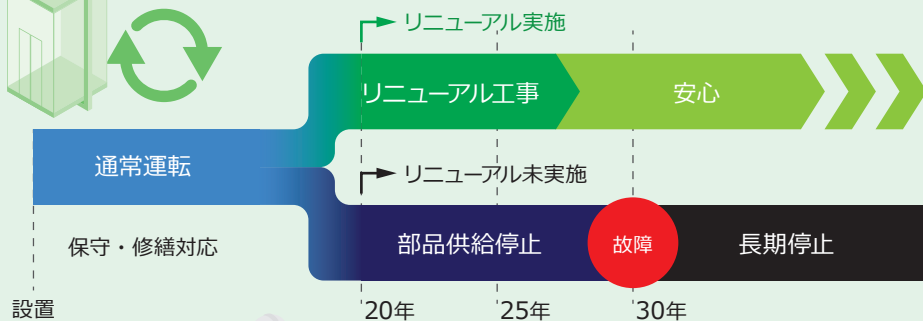 リニューアル実施
リニューアル工事
安心
通常運転
リニューアル未実施
保守・修繕対応
部品供給停止
故障
長期停止
設置
20年
25年
30年